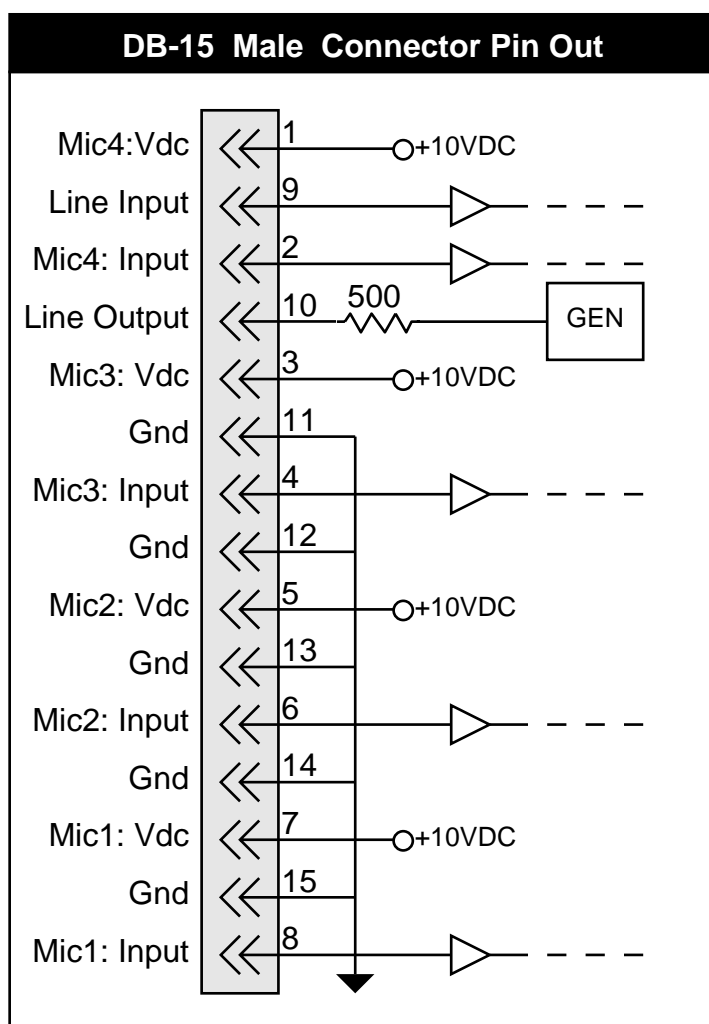 DB-15 Male Connector Pin Out
Mic4:Vdc 1 +10VDC
Line Input 9
Mic4: Input 2
Line Output 10 500 GEN
Mic3: Vdc 3 +10VDC
Gnd 11
Mic3: Input 4
Gnd 12
Mic2: Vdc 5 +10VDC
Gnd 13
Mic2: Input 6
Gnd 14
Mic1: Vdc 7 +10VDC
Gnd 15
Mic1: Input 8